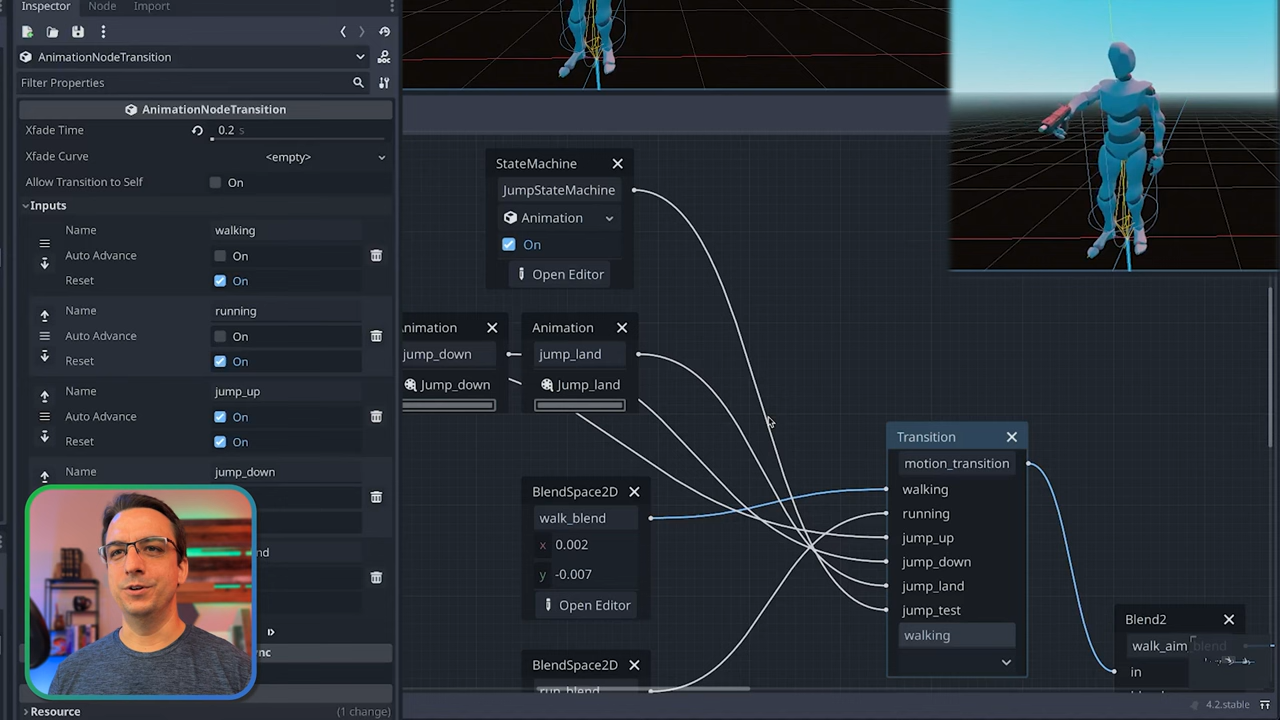 Inspector
Node
Import
AnimationNodeTransition
Filter Properties
AnimationNodeTransition
Xfade Time 0.2 s
Xfade Curve <empty>
Allow Transition to Self On
Inputs
Name walking
Auto Advance On
Reset On
Name running
Auto Advance On
Reset On
Name jump_up
Auto Advance On
Reset On
Name jump_down
Resource (1 change)
StateMachine
JumpStateMachine
Animation
On
Open Editor
nimation
jump_down
Jump_down
Animation
jump_land
Jump_land
BlendSpace2D
walk_blend
x 0.002
y -0.007
Open Editor
BlendSpace2D
run_blend
Transition
motion_transition
walking
running
jump_up
jump_down
jump_land
jump_test
walking
Blend2
walk_aim_blend
in
4.2.stable